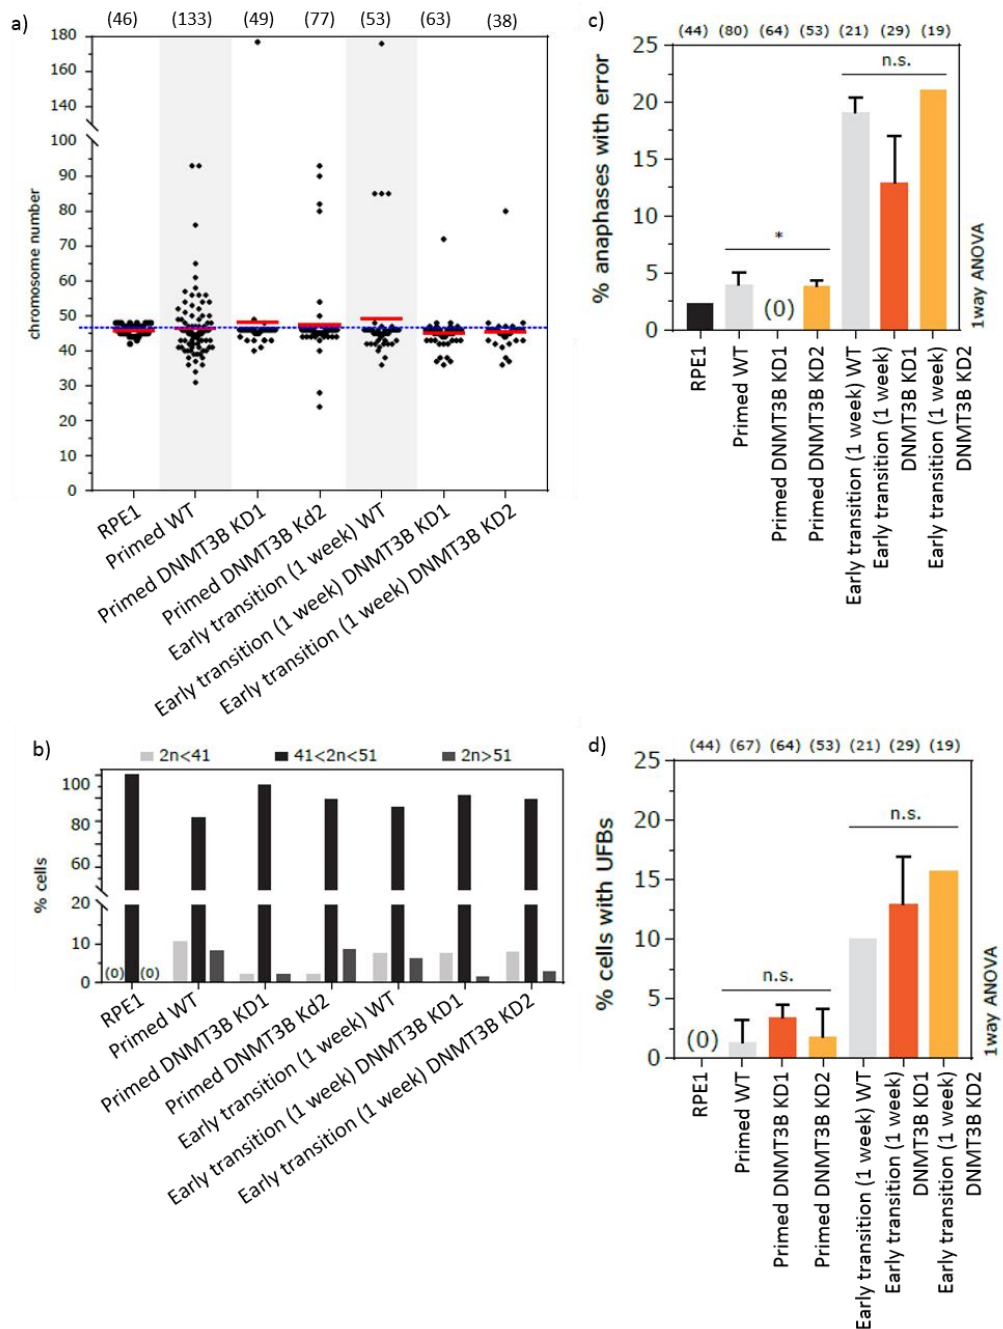 a)
(46) (133) (49) (77) (53) (63) (38)
180
160
140
100
90
80
70
60
50
40
30
20
10
0
chromosome number
RPE1
Primed WT
Primed DNMT3B KD1
Primed DNMT3B Kd2
Early transition (1 week) WT
Early transition (1 week) DNMT3B KD1
Early transition (1 week) DNMT3B KD2
c)
(44) (80) (64) (53) (21) (29) (19)
25
20
15
10
5
0
% anaphases with error
n.s.
*
(0)
1way ANOVA
RPE1
Primed WT
Primed DNMT3B KD1
Primed DNMT3B KD2
Early transition (1 week) WT
Early transition (1 week)
DNMT3B KD1
Early transition (1 week)
DNMT3B KD2
b)
2n<41 41<2n<51 2n>51
100
80
60
20
10
0
% cells
(0) (0)
RPE1
Primed WT
Primed DNMT3B KD1
Primed DNMT3B Kd2
Early transition (1 week) WT
Early transition (1 week) DNMT3B KD1
Early transition (1 week) DNMT3B KD2
d)
(44) (67) (64) (53) (21) (29) (19)
25
20
15
10
5
0
% cells with UFBs
n.s.
n.s.
(0)
1way ANOVA
RPE1
Primed WT
Primed DNMT3B KD1
Primed DNMT3B KD2
Early transition (1 week) WT
Early transition (1 week)
DNMT3B KD1
Early transition (1 week)
DNMT3B KD2